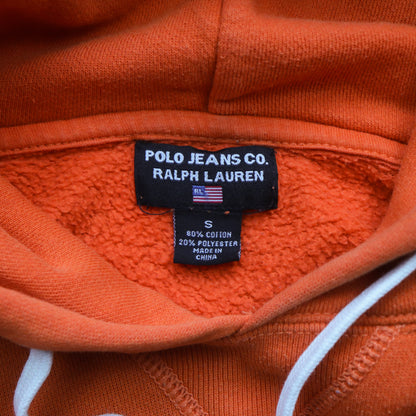 POLO JEANS CO.
RALPH LAUREN
RL
S
80% COTTON
20% POLYESTER
MADE IN
CHINA